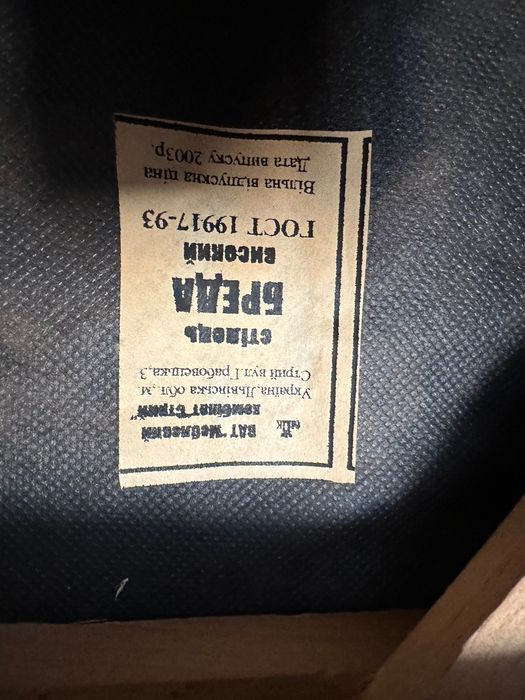 ВАТ "Меблевий
комбінат "Стрий"
Україна, Львівська обл., м.
Стрий вул. Грабовецька,3
стілець
БРЕДА
високий
ГОСТ 19917-93
Вільна відпускна ціна
Дата випуску 2003р.